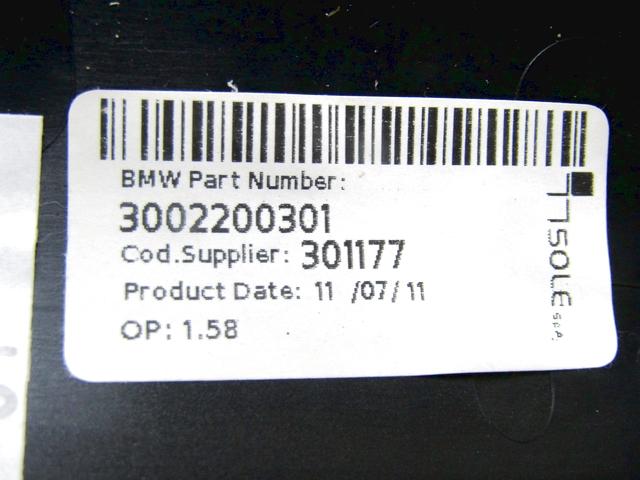 BMW Part Number:
3002200301
Cod.Supplier: 301177
Product Date: 11 /07/ 11
OP: 1.58
SOLE S.p.A.